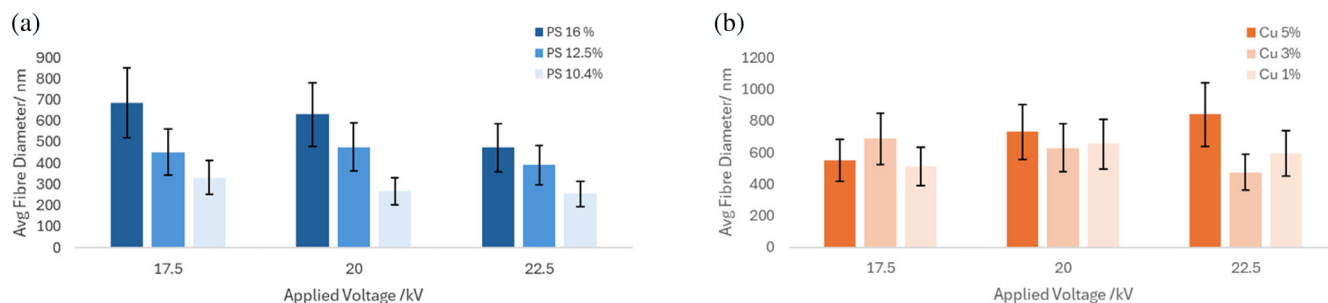 (a)
PS 16 %
PS 12.5%
PS 10.4%
Avg Fibre Diameter/ nm
900
800
700
600
500
400
300
200
100
0
17.5 20 22.5
Applied Voltage /kV
(b)
Cu 5%
Cu 3%
Cu 1%
Avg Fibre Diameter/ nm
1200
1000
800
600
400
200
0
17.5 20 22.5
Applied Voltage /kV